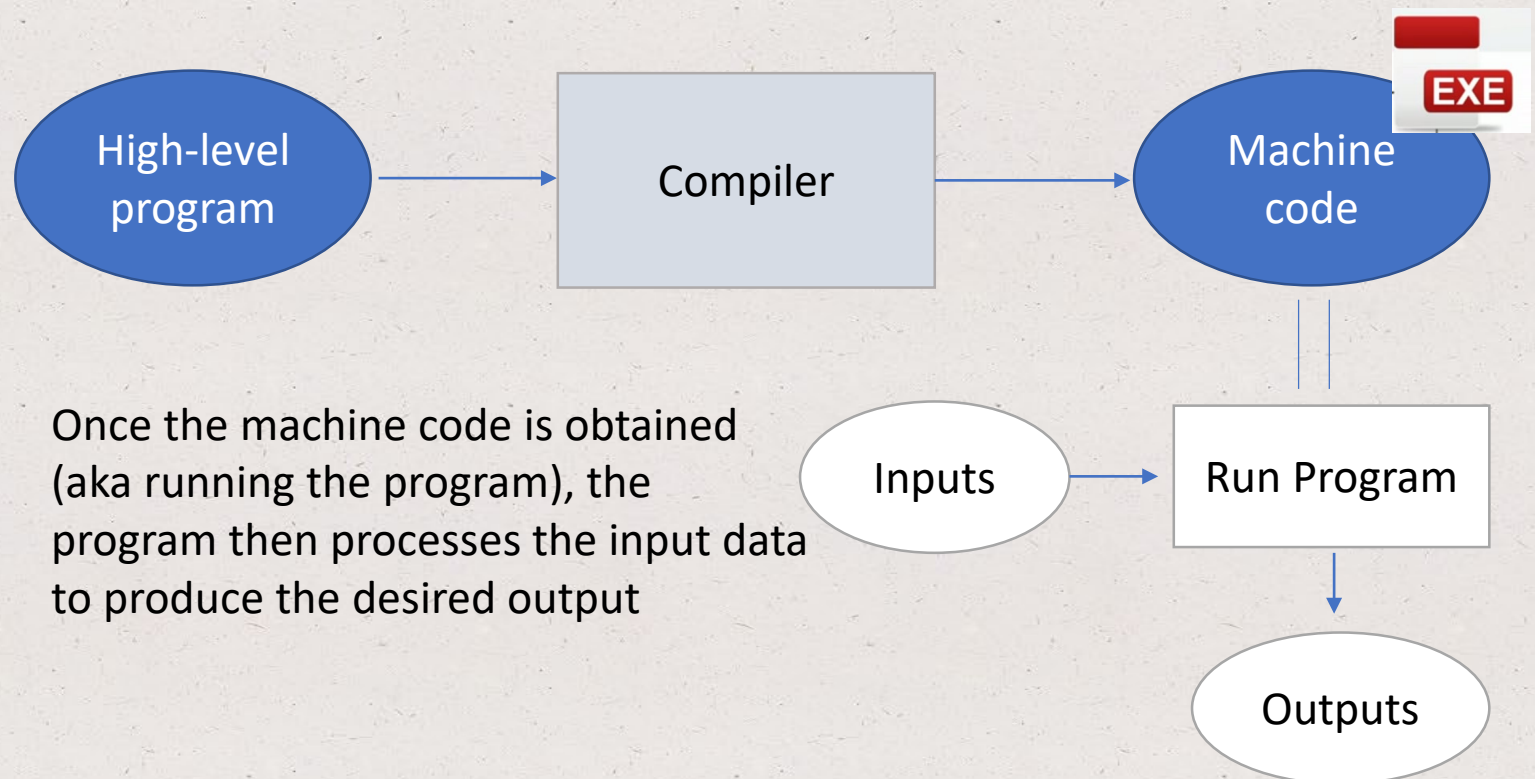 EXE
High-level
program
Compiler
Machine
code
Once the machine code is obtained
(aka running the program), the
program then processes the input data
to produce the desired output
Inputs
Run Program
Outputs